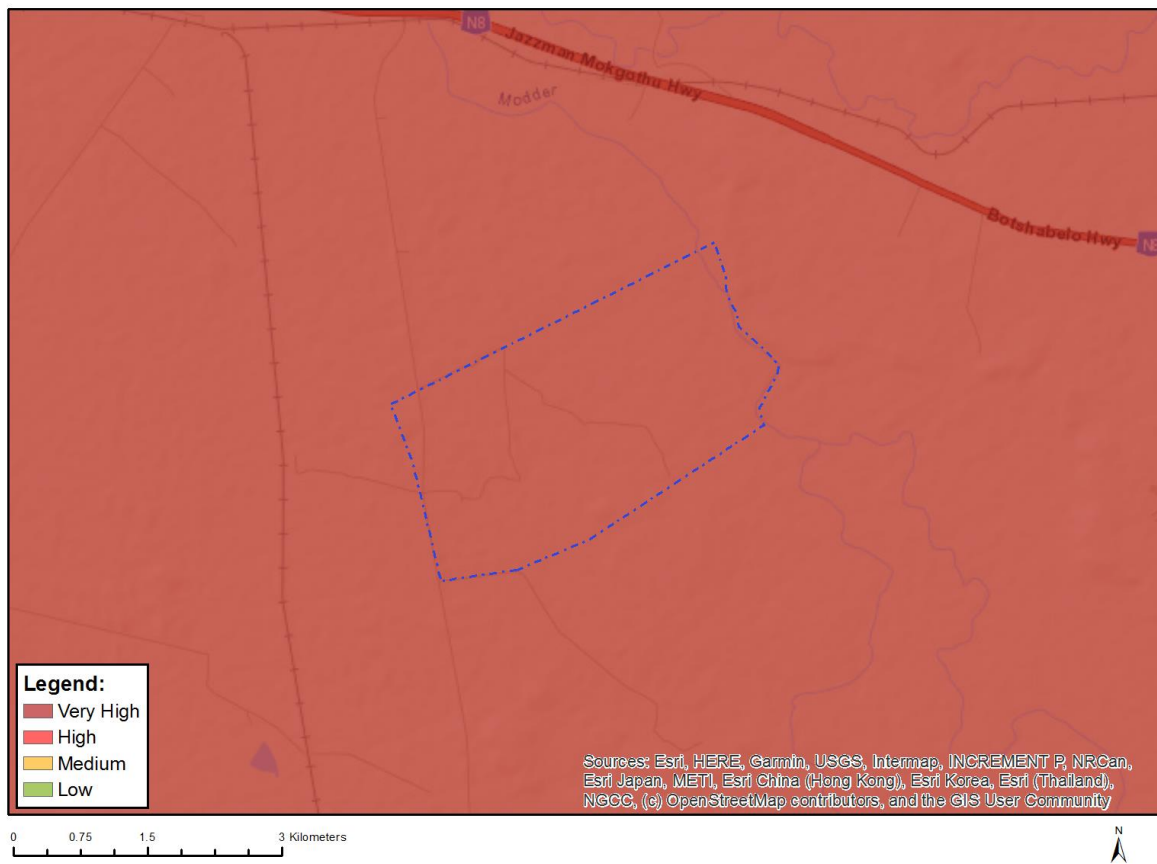 N8
Jazzman Mokgothu Hwy
Modder
Botshabelo Hwy
N8
Legend:
Very High
High
Medium
Low
Sources: Esri, HERE, Garmin, USGS, Intermap, INCREMENT P, NRCan,
Esri Japan, METI, Esri China (Hong Kong), Esri Korea, Esri (Thailand),
NGCC, (c) OpenStreetMap contributors, and the GIS User Community
0 0.75 1.5 3 Kilometers
N